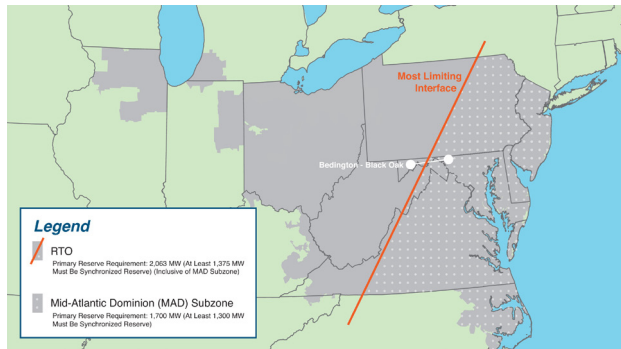 Most Limiting
Interface
Bedington - Black Oak
Legend
RTO
Primary Reserve Requirement: 2,063 MW (At Least 1,375 MW
Must Be Synchronized Reserve) (Inclusive of MAD Subzone)
Mid-Atlantic Dominion (MAD) Subzone
Primary Reserve Requirement: 1,700 MW (At Least 1,300 MW
Must Be Synchronized Reserve)